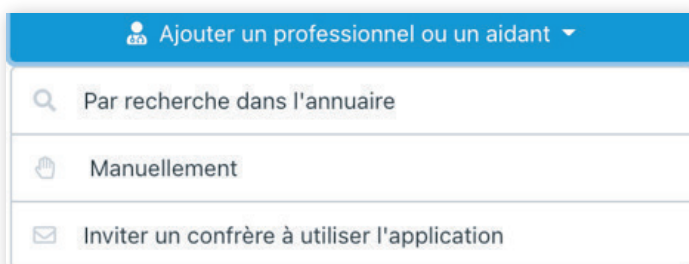 Ajouter un professionnel ou un aidant
Par recherche dans l'annuaire
Manuellement
Inviter un confrère à utiliser l'application